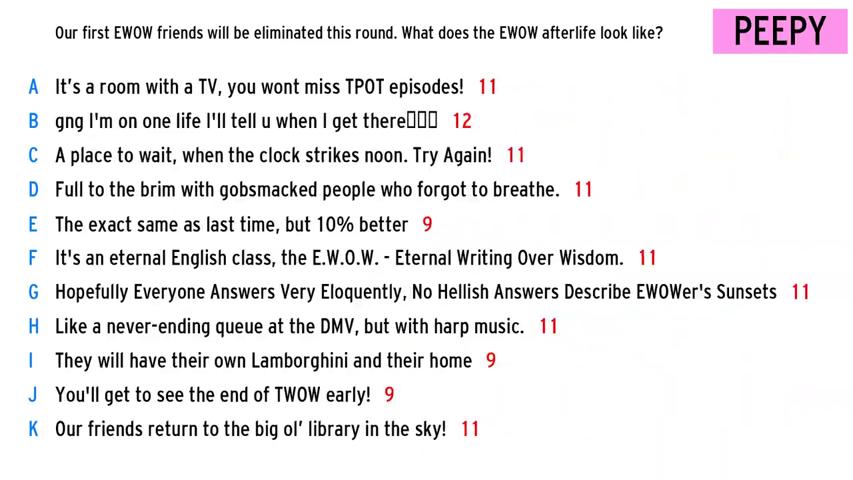 Our first EWOW friends will be eliminated this round. What does the EWOW afterlife look like?
PEEPY
A It's a room with a TV, you wont miss TPOT episodes! 11
B gng I'm on one life I'll tell u when I get there▯▯▯ 12
C A place to wait, when the clock strikes noon. Try Again! 11
D Full to the brim with gobsmacked people who forgot to breathe. 11
E The exact same as last time, but 10% better 9
F It's an eternal English class, the E.W.O.W. - Eternal Writing Over Wisdom. 11
G Hopefully Everyone Answers Very Eloquently, No Hellish Answers Describe EWOWer's Sunsets 11
H Like a never-ending queue at the DMV, but with harp music. 11
I They will have their own Lamborghini and their home 9
J You'll get to see the end of TWOW early! 9
K Our friends return to the big ol’ library in the sky! 11